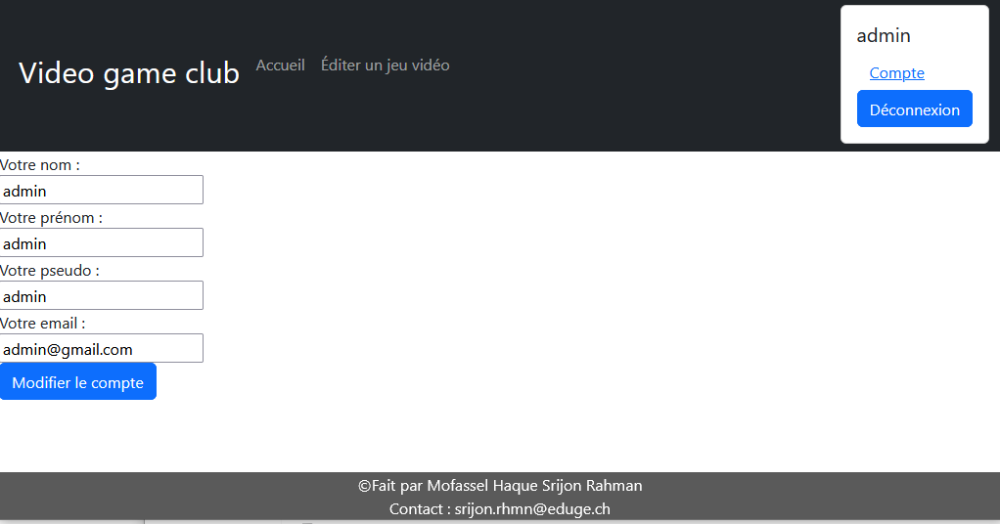 Video game club
Accueil
Éditer un jeu vidéo
admin
Compte
Déconnexion
Votre nom :
admin
Votre prénom :
admin
Votre pseudo :
admin
Votre email :
admin@gmail.com
Modifier le compte
©Fait par Mofassel Haque Srijon Rahman
Contact : srijon.rhmn@eduge.ch